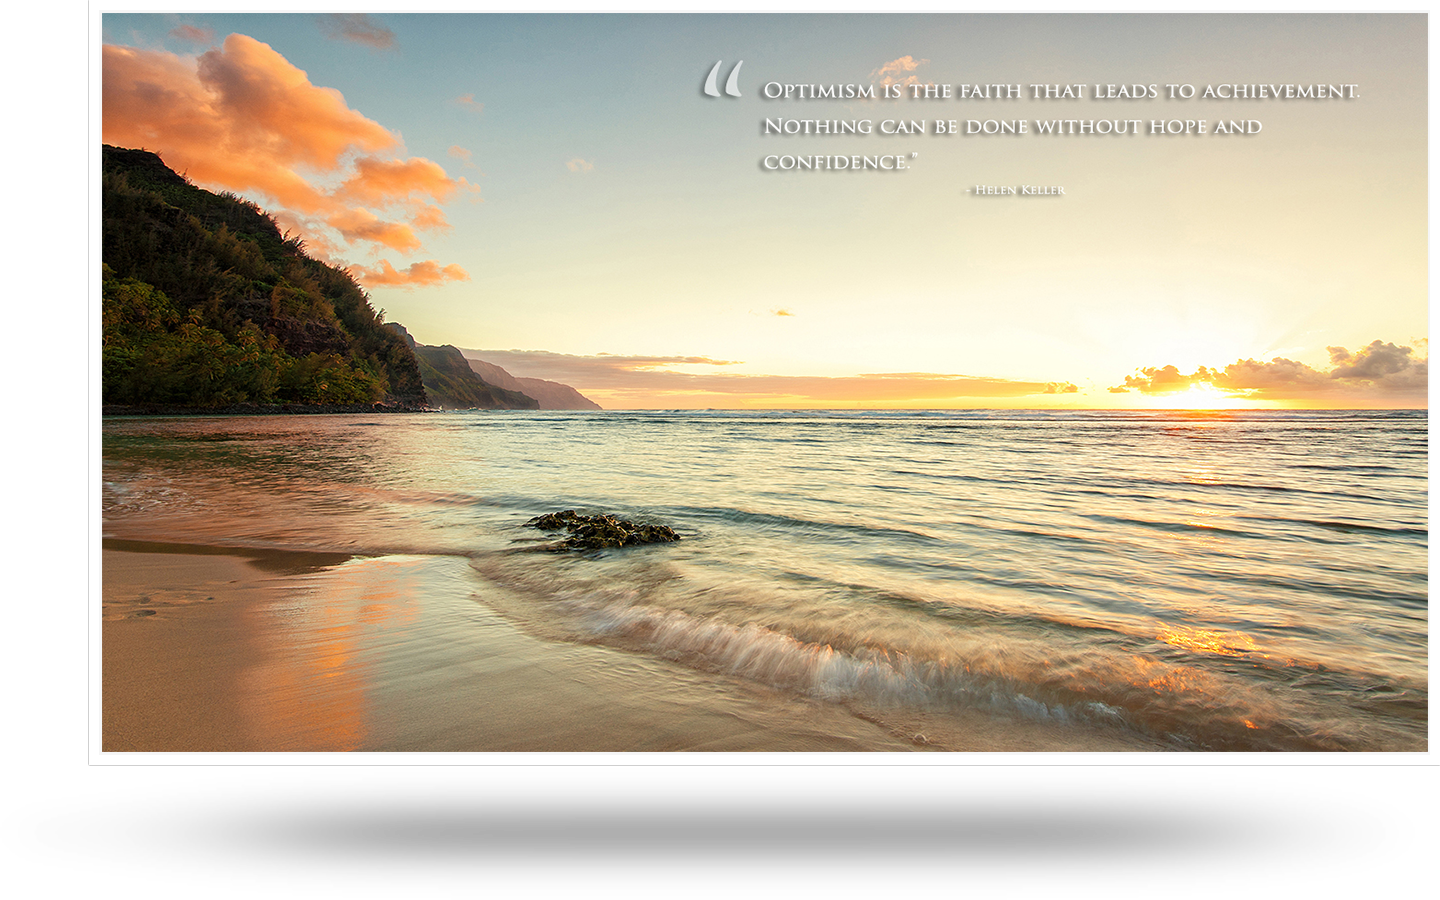 “Optimism is the faith that leads to achievement.
Nothing can be done without hope and
confidence.”
- Helen Keller